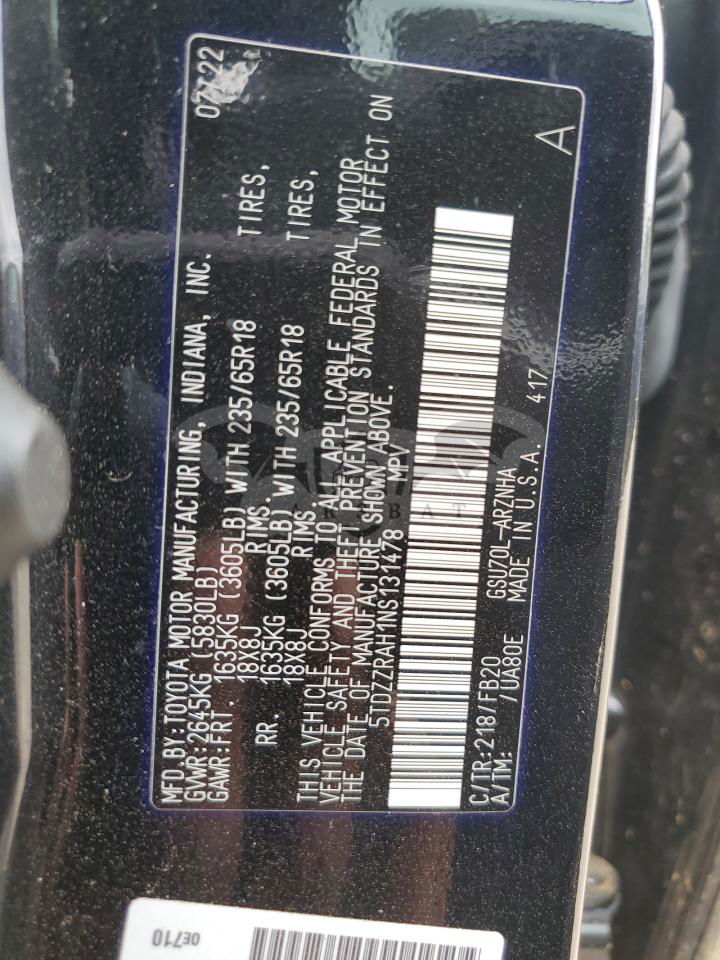 MFD.BY:TOYOTA MOTOR MANUFACTURING, INDIANA, INC. 07/22
GVWR:2645KG (5830LB)
GAWR:FRT. 1635KG (3605LB) WITH 235/65R18 TIRES,
18X8J RIMS,
RR. 1635KG (3605LB) WITH 235/65R18 TIRES,
18X8J RIMS,
THIS VEHICLE CONFORMS TO ALL APPLICABLE FEDERAL MOTOR
VEHICLE SAFETY AND THEFT PREVENTION STANDARDS IN EFFECT ON
THE DATE OF MANUFACTURE SHOWN ABOVE.
5TDZZRAH1NS131478 MPV
C/TR:218/FB20 GSU70L-ARZNHA 417
A/TM: /UA80E MADE IN U.S.A.
A
0E710